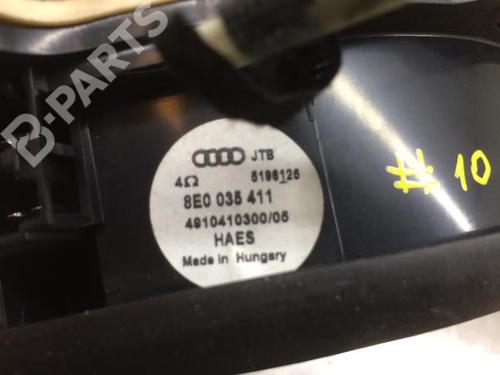 B-PARTS
JTB
4Ω 5196125
8E0 035 411
4910410300/05
HAES
Made in Hungary
# 10